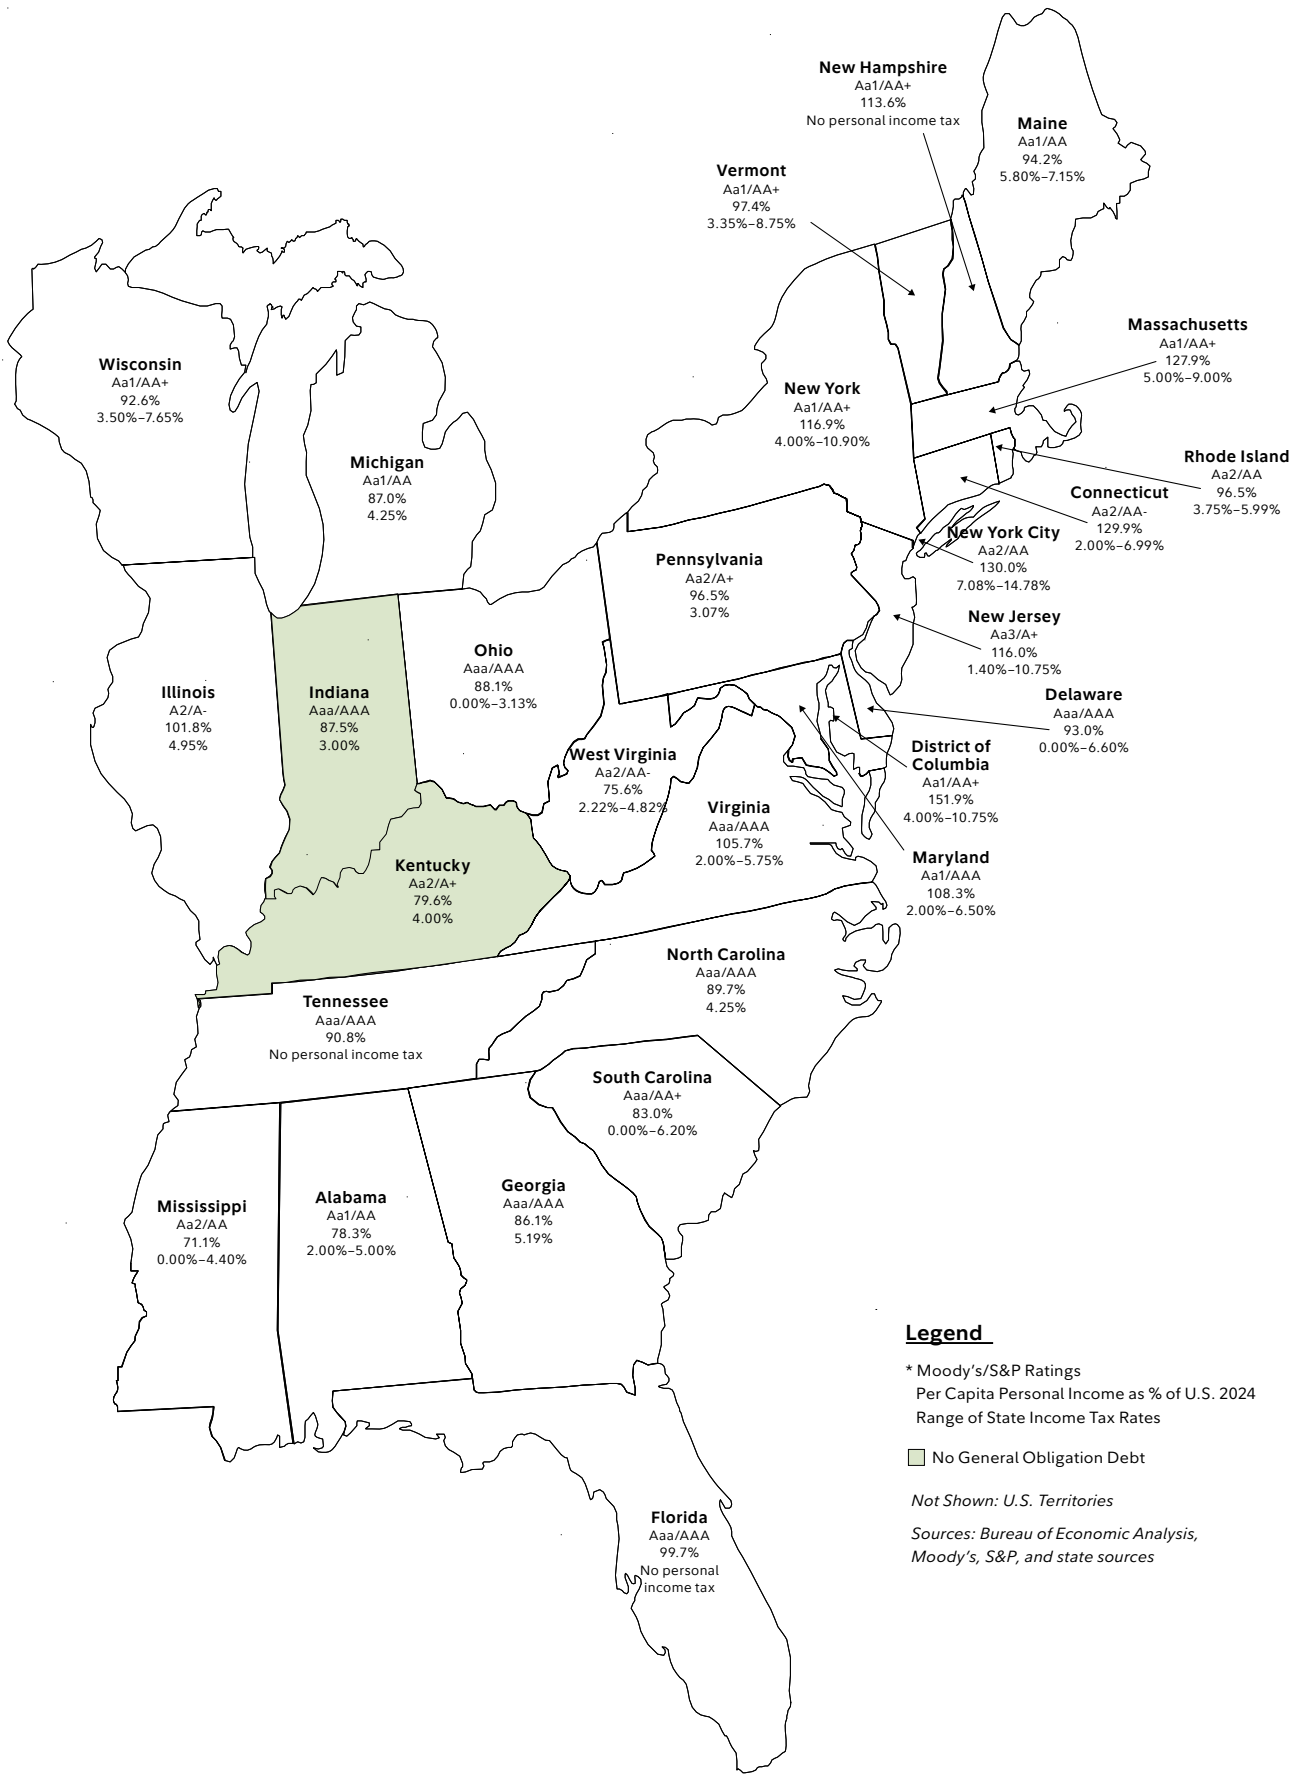 New Hampshire
Aa1/AA+
113.6%
No personal income tax
Maine
Aa1/AA
94.2%
5.80%–7.15%
Vermont
Aa1/AA+
97.4%
3.35%–8.75%
Massachusetts
Aa1/AA+
127.9%
5.00%–9.00%
Wisconsin
Aa1/AA+
92.6%
3.50%–7.65%
New York
Aa1/AA+
116.9%
4.00%–10.90%
Michigan
Aa1/AA
87.0%
4.25%
Rhode Island
Aa2/AA
96.5%
3.75%–5.99%
Connecticut
Aa2/AA-
129.9%
2.00%–6.99%
New York City
Aa2/AA
130.0%
7.08%–14.78%
Pennsylvania
Aa2/A+
96.5%
3.07%
New Jersey
Aa3/A+
116.0%
1.40%–10.75%
Ohio
Aaa/AAA
88.1%
0.00%–3.13%
Illinois
A2/A-
101.8%
4.95%
Indiana
Aaa/AAA
87.5%
3.00%
Delaware
Aaa/AAA
93.0%
0.00%–6.60%
District of
Columbia
Aa1/AA+
151.9%
4.00%–10.75%
West Virginia
Aa2/AA-
75.6%
2.22%–4.82%
Virginia
Aaa/AAA
105.7%
2.00%–5.75%
Maryland
Aa1/AAA
108.3%
2.00%–6.50%
Kentucky
Aa2/A+
79.6%
4.00%
North Carolina
Aaa/AAA
89.7%
4.25%
Tennessee
Aaa/AAA
90.8%
No personal income tax
South Carolina
Aaa/AA+
83.0%
0.00%–6.20%
Georgia
Aaa/AAA
86.1%
5.19%
Mississippi
Aa2/AA
71.1%
0.00%–4.40%
Alabama
Aa1/AA
78.3%
2.00%–5.00%
Legend
* Moody's/S&P Ratings
Per Capita Personal Income as % of U.S. 2024
Range of State Income Tax Rates
No General Obligation Debt
Not Shown: U.S. Territories
Sources: Bureau of Economic Analysis,
Moody's, S&P, and state sources
Florida
Aaa/AAA
99.7%
No personal
income tax